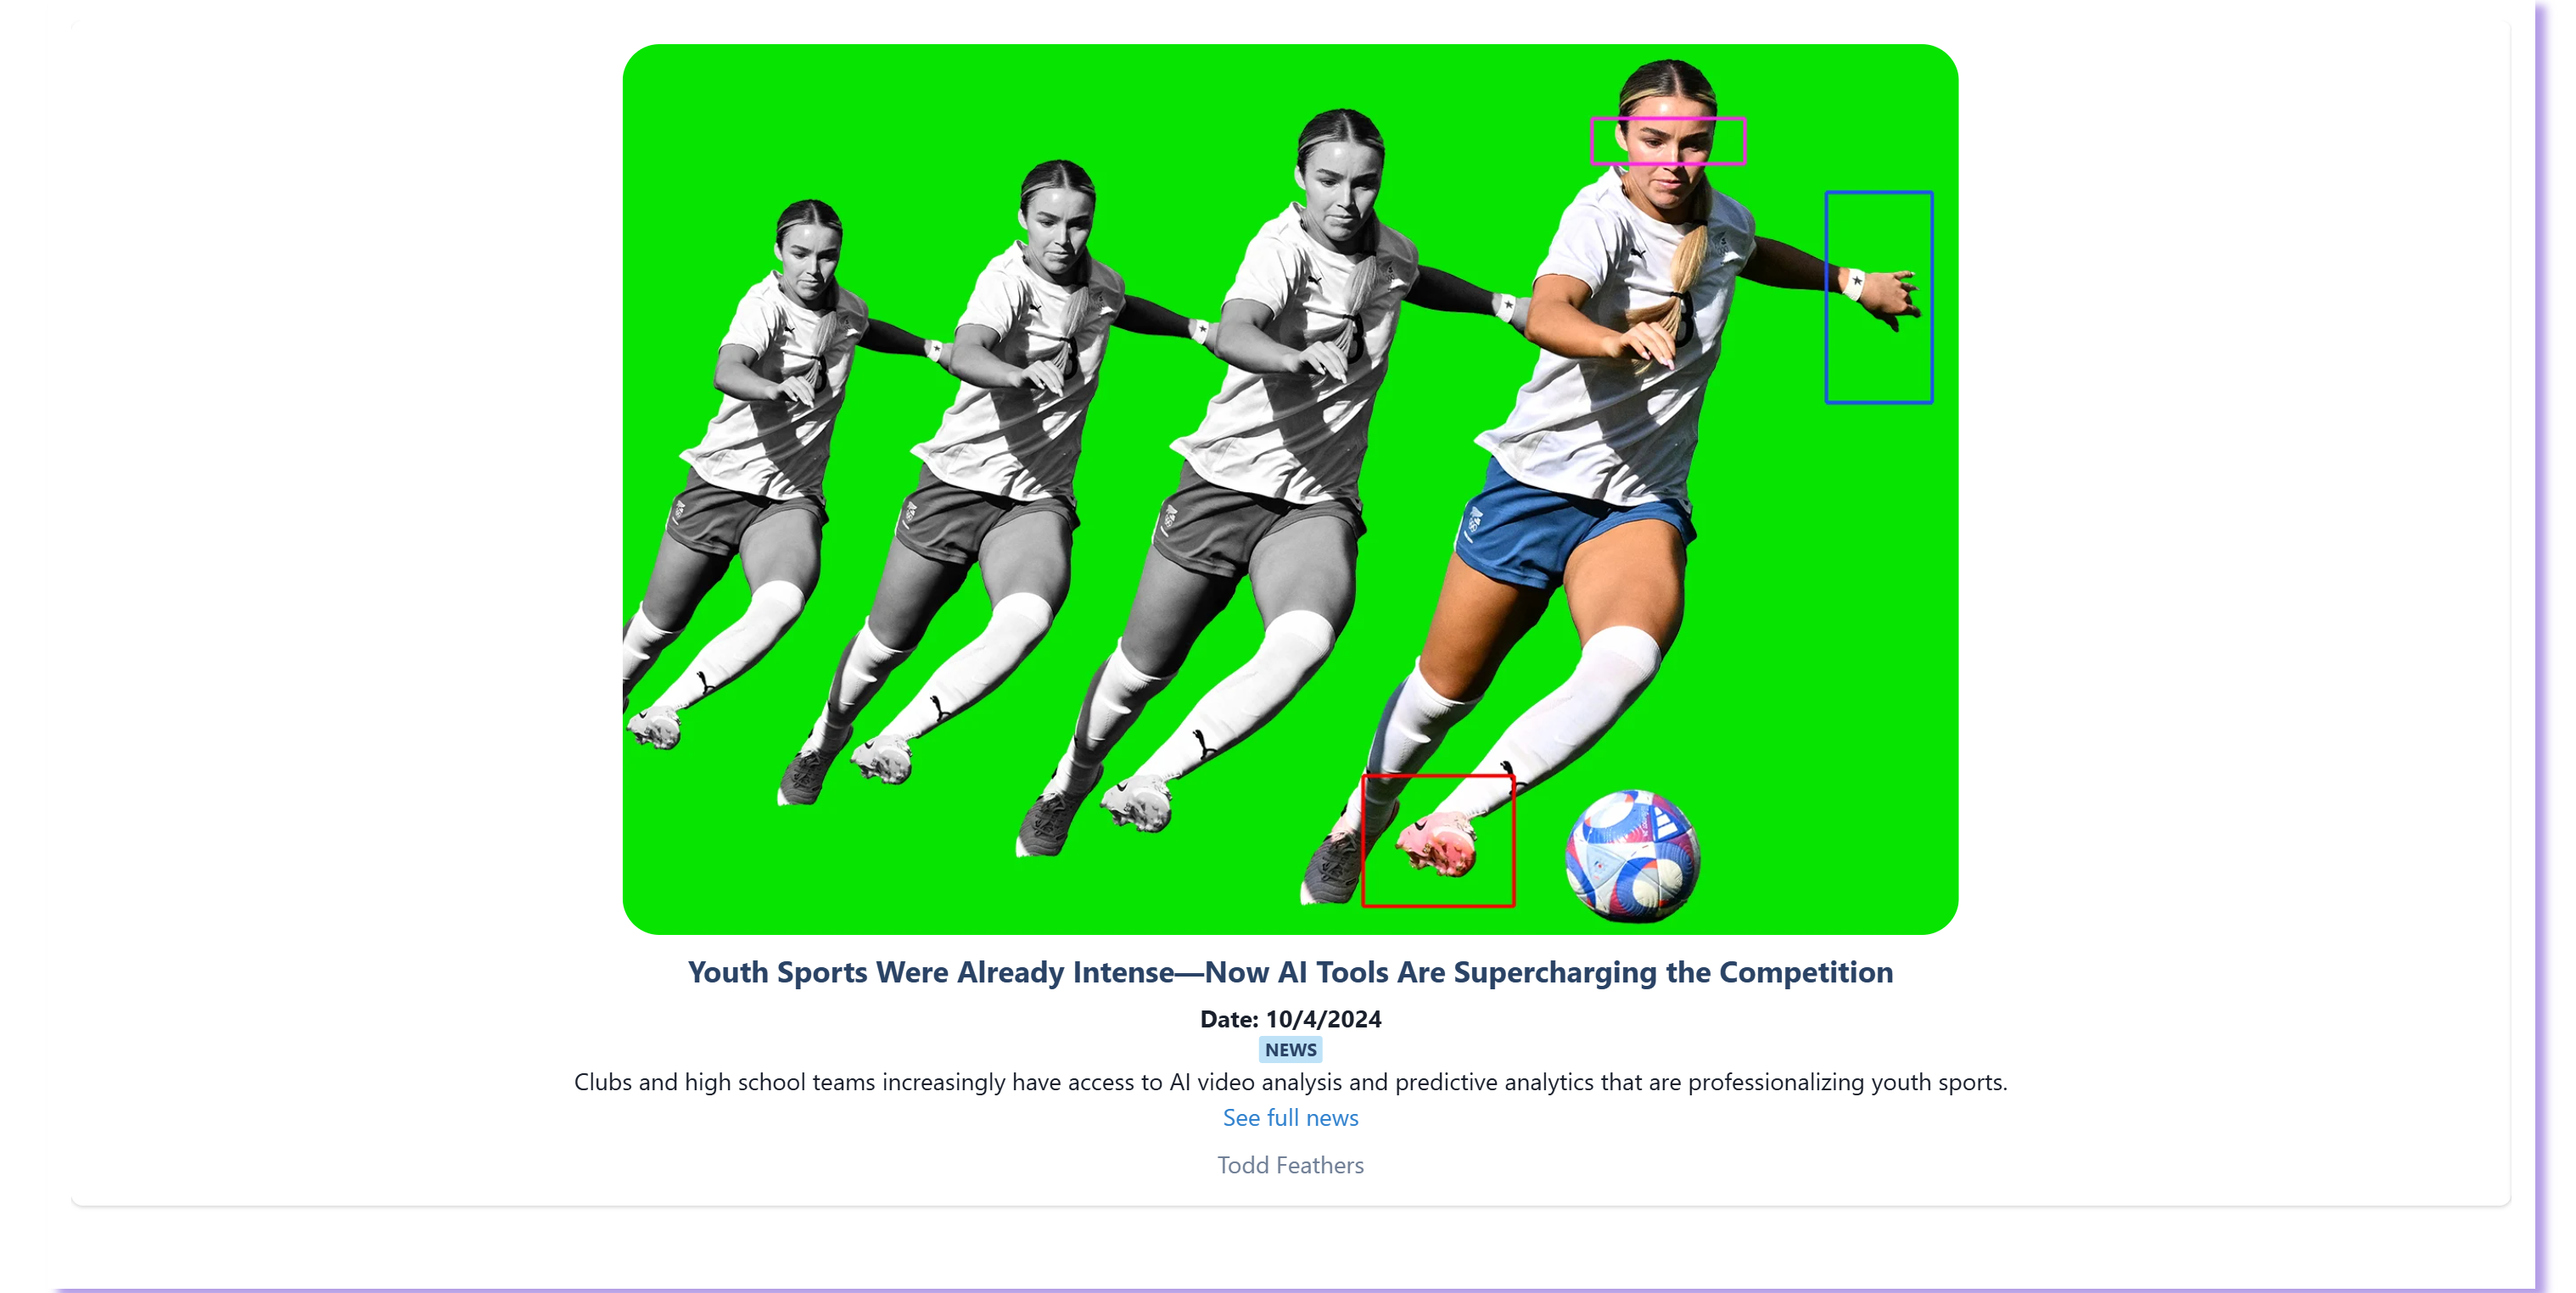 Youth Sports Were Already Intense—Now AI Tools Are Supercharging the Competition
Date: 10/4/2024
NEWS
Clubs and high school teams increasingly have access to AI video analysis and predictive analytics that are professionalizing youth sports.
See full news
Todd Feathers